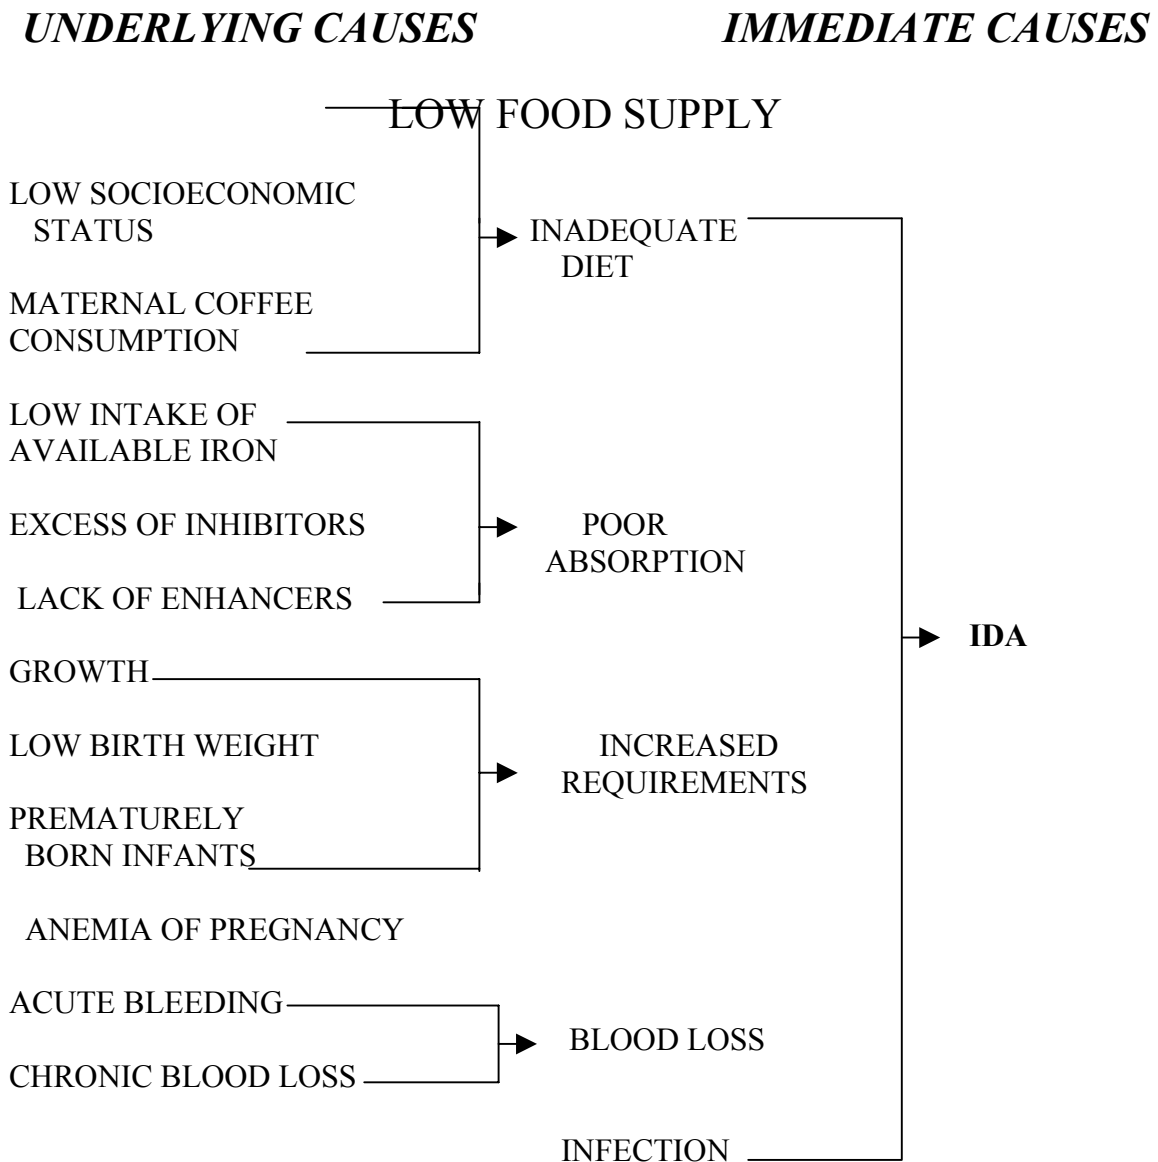 UNDERLYING CAUSES
IMMEDIATE CAUSES
LOW FOOD SUPPLY
LOW SOCIOECONOMIC
STATUS
INADEQUATE
DIET
MATERNAL COFFEE
CONSUMPTION
LOW INTAKE OF
AVAILABLE IRON
EXCESS OF INHIBITORS
POOR
ABSORPTION
LACK OF ENHANCERS
IDA
GROWTH
LOW BIRTH WEIGHT
INCREASED
REQUIREMENTS
PREMATURELY
BORN INFANTS
ANEMIA OF PREGNANCY
ACUTE BLEEDING
BLOOD LOSS
CHRONIC BLOOD LOSS
INFECTION